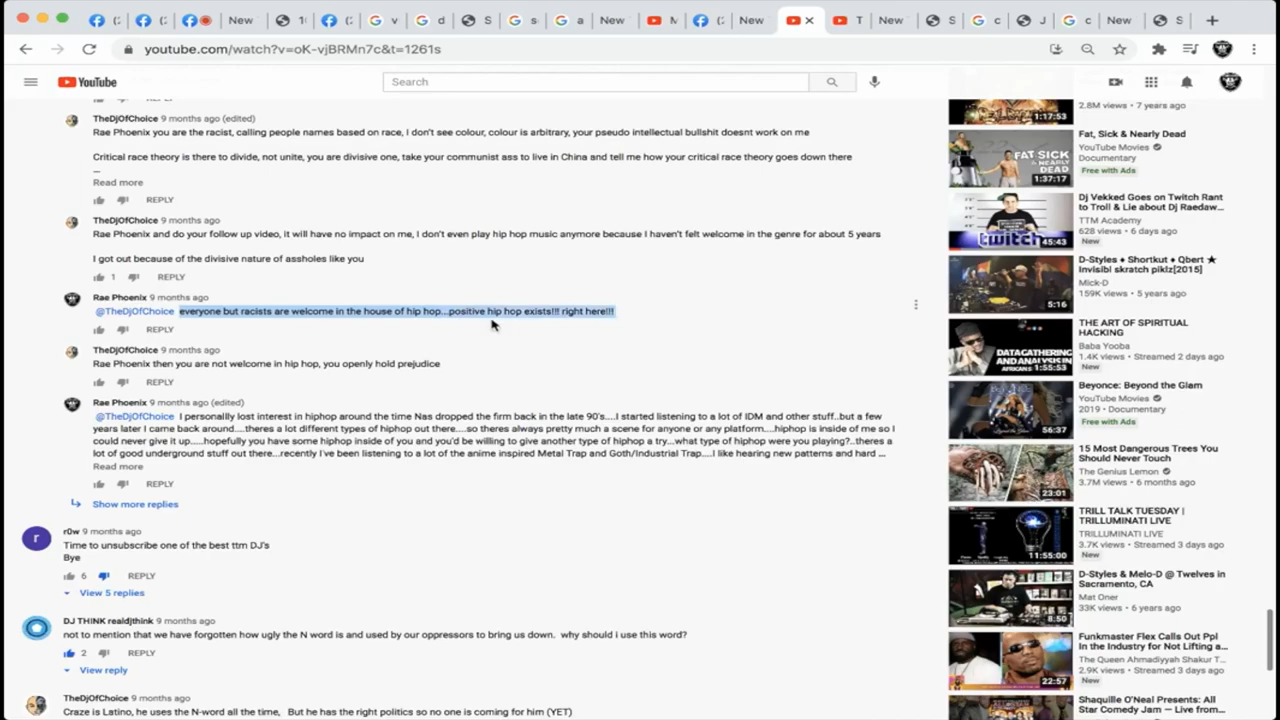 New
New
New
New
New
youtube.com/watch?v=oK-vjBRMn7c&t=1261s
YouTube
Search
TheDjOfChoice 9 months ago (edited)
Rae Phoenix you are the racist, calling people names based on race, I don't see colour, colour is arbitrary, your pseudo intellectual bullshit doesnt work on me
Critical race theory is there to divide, not unite, you are divisive one, take your communist ass to live in China and tell me how your critical race theory goes down there
...
Read more
REPLY
TheDjOfChoice 9 months ago
Rae Phoenix and do your follow up video, it will have no impact on me, I don't even play hip hop music anymore because I haven't felt welcome in the genre for about 5 years
I got out because of the divisive nature of assholes like you
1 REPLY
Rae Phoenix 9 months ago
@TheDjOfChoice everyone but racists are welcome in the house of hip hop...positive hip hop exists!!! right here!!!
REPLY
TheDjOfChoice 9 months ago
Rae Phoenix then you are not welcome in hip hop, you openly hold prejudice
REPLY
Rae Phoenix 9 months ago (edited)
@TheDjOfChoice I personallly lost interest in hiphop around the time Nas dropped the firm back in the late 90's....I started listening to a lot of IDM and other stuff..but a few
years later I came back around.....theres a lot different types of hiphop out there....so theres always pretty much a scene for anyone or any platform.....hiphop is inside of me so I
could never give it up.....hopefully you have some hiphop inside of you and you'd be willing to give another type of hiphop a try...what type of hiphop were you playing?..theres a
lot of good underground stuff out there...recently I've been listening to a lot of the anime inspired Metal Trap and Goth/Industrial Trap....I like hearing new patterns and hard ...
Read more
REPLY
Show more replies
r
r0w 9 months ago
Time to unsubscribe one of the best ttm DJ's
Bye
6 REPLY
View 5 replies
DJ TH!NK realdjthink 9 months ago
not to mention that we have forgotten how ugly the N word is and used by our oppressors to bring us down. why should i use this word?
2 REPLY
View reply
TheDjOfChoice 9 months ago
Craze is Latino, he uses the N-word all the time, But he has the right politics so no one is coming for him (YET)
2.8M views • 7 years ago
1:17:53
Fat, Sick & Nearly Dead
YouTube Movies
Documentary
Free with Ads
FAT SICK
& NEARLY
DEAD
1:37:17
Dj Vekked Goes on Twitch Rant
to Troll & Lie about Dj Raedaw...
TTM Academy
628 views • 6 days ago
New
twitch
45:43
D-Styles ♦ Shortkut ♦ Qbert ★
Invisibl skratch piklz[2015]
Mick-D
159K views • 5 years ago
5:16
THE ART OF SPIRITUAL
HACKING
Baba Yooba
1.4K views • Streamed 2 days ago
New
DATA GATHERING
AND ANALYSIS IN
AFRICAN
1:55:53
Beyonce: Beyond the Glam
YouTube Movies
2019 • Documentary
Free with Ads
56:37
15 Most Dangerous Trees You
Should Never Touch
The Genius Lemon
3.7M views • 6 months ago
23:01
TRILL TALK TUESDAY |
TRILLUMINATI LIVE
TRILLUMINATI LIVE
3.7K views • Streamed 3 days ago
New
11:55:00
D-Styles & Melo-D @ Twelves in
Sacramento, CA
Mat Oner
33K views • 6 years ago
8:50
Funkmaster Flex Calls Out Ppl
In the Industry for Not Lifting a...
The Queen Ahmadiyyah Shakur T...
2.9K views • Streamed 3 days ago
New
22:57
Shaquille O'Neal Presents: All
Star Comedy Jam — Live from...